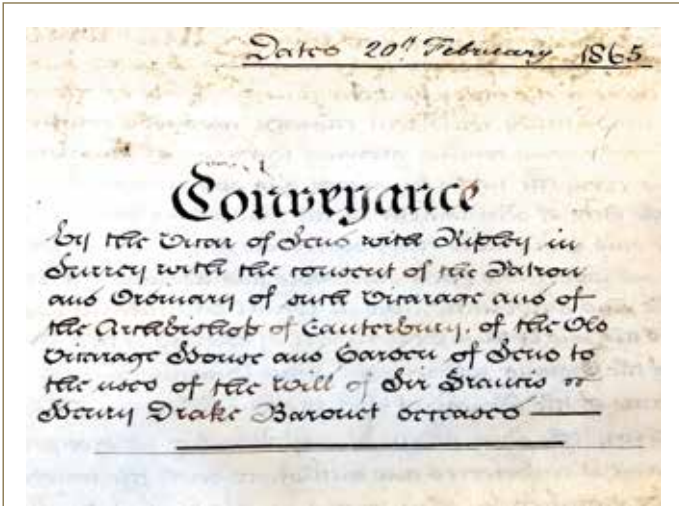 Dated 20th February 1865
Conveyance
by the Vicar of Send with Ripley in
Surrey with the consent of the Patron
and Ordinary of such Vicarage and of
the Archbishop of Canterbury, of the Old
Vicarage House and Garden of Send to
the uses of the Will of Sir Francis
Henry Drake Baronet deceased